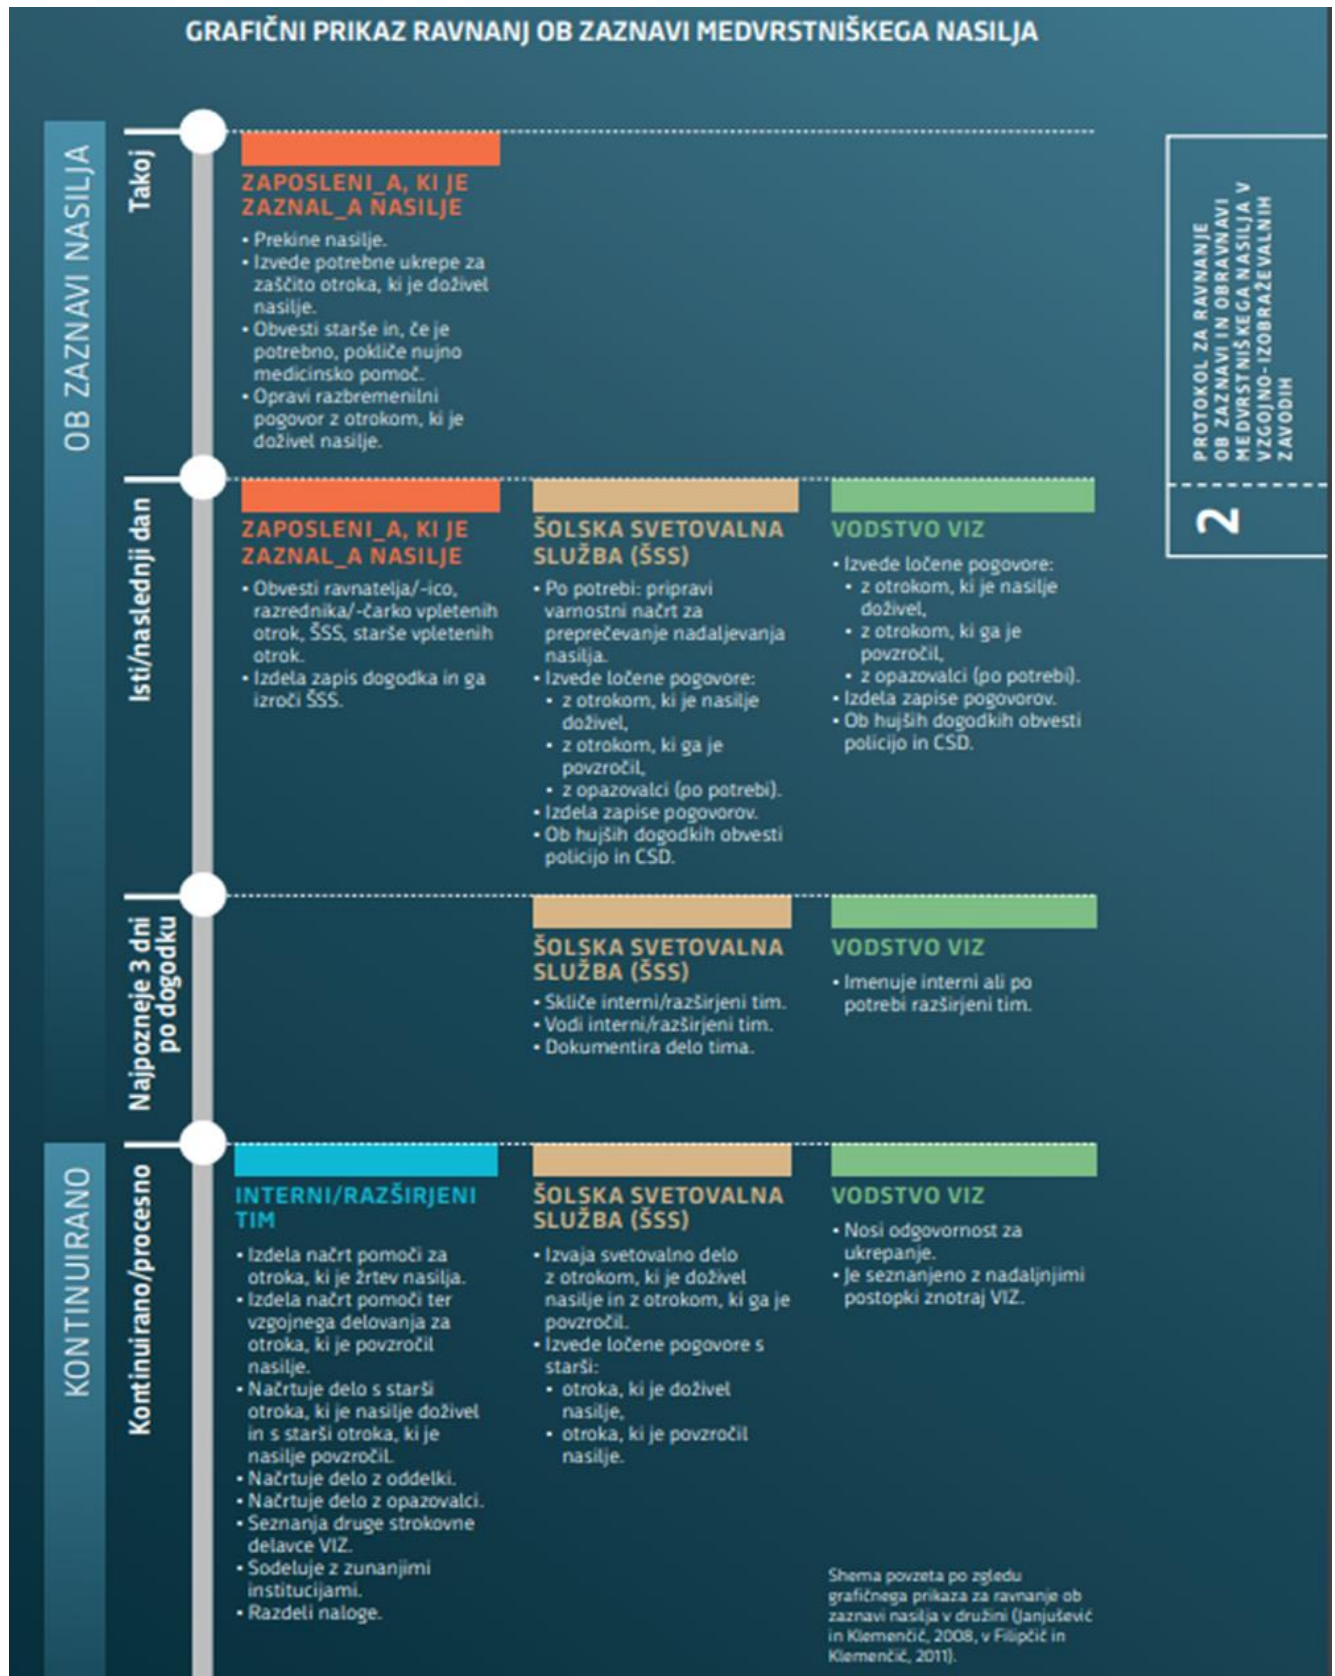 GRAFIČNI PRIKAZ RAVNANJ OB ZAZNAVI MEDVRSTNIŠKEGA NASILJA
OB ZAZNAVI NASILJA
Takoj
ZAPOSLENI_A, KI JE
ZAZNAL_A NASILJE
• Prekine nasilje.
• Izvede potrebne ukrepe za
zaščito otroka, ki je doživel
nasilje.
• Obvesti starše in, če je
potrebno, pokliče nujno
medicinsko pomoč.
• Opravi razbremenilni
pogovor z otrokom, ki je
doživel nasilje.
PROTOKOL ZA RAVNANJE
OB ZAZNAVI IN OBRAVNAVI
MEDVRSTNIŠKEGA NASILJA V
VZGOJNO-IZOBRAŽEVALNIH
ZAVODIH
2
Isti/naslednji dan
ZAPOSLENI_A, KI JE
ZAZNAL_A NASILJE
• Obvesti ravnatelja/-ico,
razrednika/-čarko vpletenih
otrok, ŠSS, starše vpletenih
otrok.
• Izdela zapis dogodka in ga
izroči ŠSS.
ŠOLSKA SVETOVALNA
SLUŽBA (ŠSS)
• Po potrebi: pripravi
varnostni načrt za
preprečevanje nadaljevanja
nasilja.
• Izvede ločene pogovore:
• z otrokom, ki je nasilje
doživel,
• z otrokom, ki ga je
povzročil,
• z opazovalci (po potrebi).
• Izdela zapise pogovorov.
• Ob hujših dogodkih obvesti
policijo in CSD.
VODSTVO VIZ
• Izvede ločene pogovore:
• z otrokom, ki je nasilje
doživel,
• z otrokom, ki ga je
povzročil,
• z opazovalci (po potrebi).
• Izdela zapise pogovorov.
• Ob hujših dogodkih obvesti
policijo in CSD.
Najpozneje 3 dni
po dogodku
ŠOLSKA SVETOVALNA
SLUŽBA (ŠSS)
• Skliče interni/razširjeni tim.
• Vodi interni/razširjeni tim.
• Dokumentira delo tima.
VODSTVO VIZ
• Imenuje interni ali po
potrebi razširjeni tim.
KONTINUIRANO
Kontinuirano/procesno
INTERNI/RAZŠIRJENI
TIM
• Izdela načrt pomoči za
otroka, ki je žrtev nasilja.
• Izdela načrt pomoči ter
vzgojnega delovanja za
otroka, ki je povzročil
nasilje.
• Načrtuje delo s starši
otroka, ki je nasilje doživel
in s starši otroka, ki je
nasilje povzročil.
• Načrtuje delo z oddelki.
• Načrtuje delo z opazovalci.
• Seznanja druge strokovne
delavce VIZ.
• Sodeluje z zunanjimi
institucijami.
• Razdeli naloge.
ŠOLSKA SVETOVALNA
SLUŽBA (ŠSS)
• Izvaja svetovalno delo
z otrokom, ki je doživel
nasilje in z otrokom, ki ga je
povzročil.
• Izvede ločene pogovore s
starši:
• otroka, ki je doživel
nasilje,
• otroka, ki je povzročil
nasilje.
VODSTVO VIZ
• Nosi odgovornost za
ukrepanje.
• Je seznanjeno z nadaljnjimi
postopki znotraj VIZ.
Shema povzeta po zgledu
grafičnega prikaza za ravnanje ob
zaznavi nasilja v družini (Janjušević
in Klemenčič, 2008, v Filipčič in
Klemenčič, 2011).